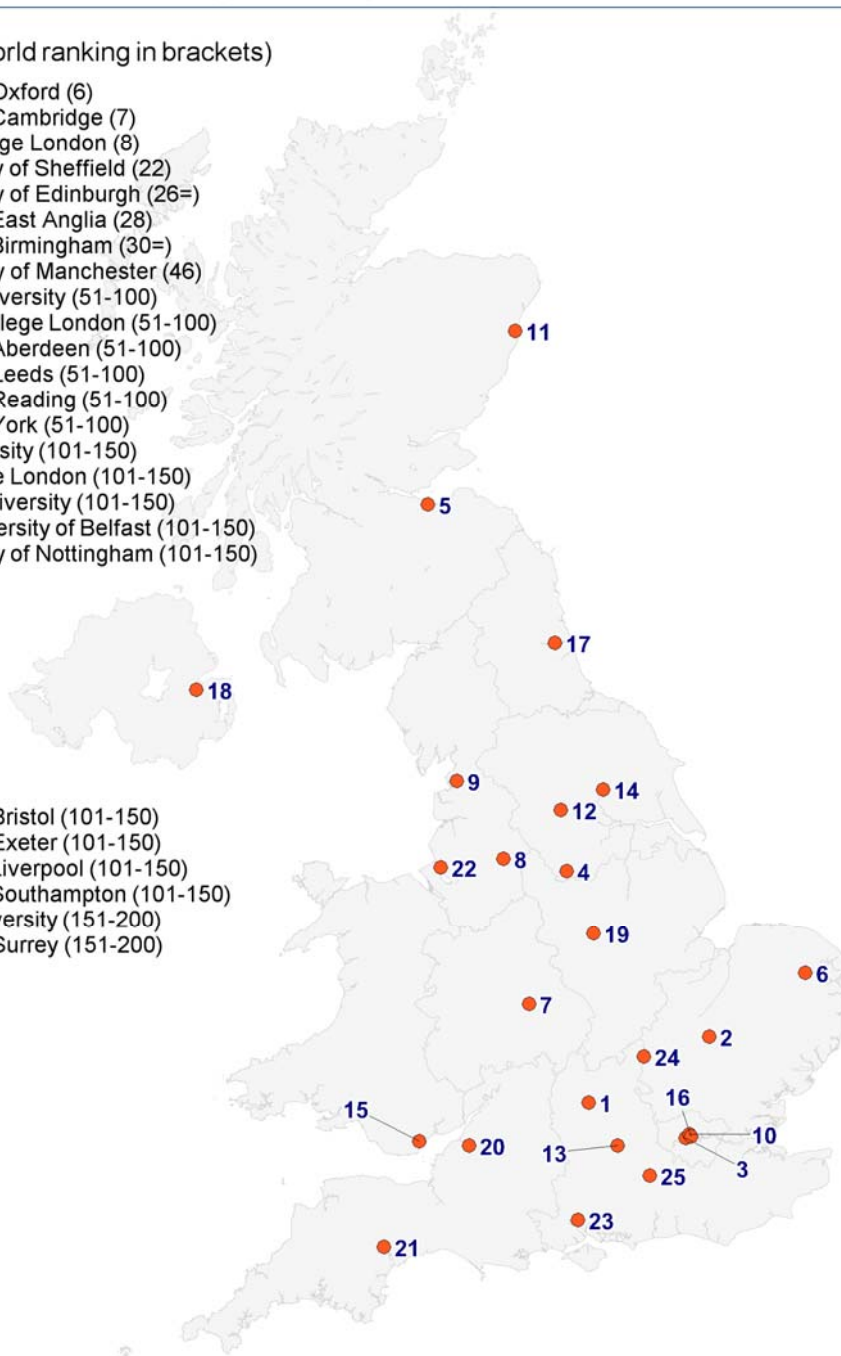 orld ranking in brackets)
Oxford (6)
Cambridge (7)
ge London (8)
y of Sheffield (22)
y of Edinburgh (26=)
East Anglia (28)
Birmingham (30=)
y of Manchester (46)
versity (51-100)
llege London (51-100)
Aberdeen (51-100)
Leeds (51-100)
Reading (51-100)
York (51-100)
sity (101-150)
e London (101-150)
iversity (101-150)
ersity of Belfast (101-150)
y of Nottingham (101-150)
Bristol (101-150)
Exeter (101-150)
Liverpool (101-150)
Southampton (101-150)
versity (151-200)
Surrey (151-200)
11
5
17
18
9
14
12
8
22
4
19
6
7
2
24
16
1
15
10
20
13
3
25
23
21